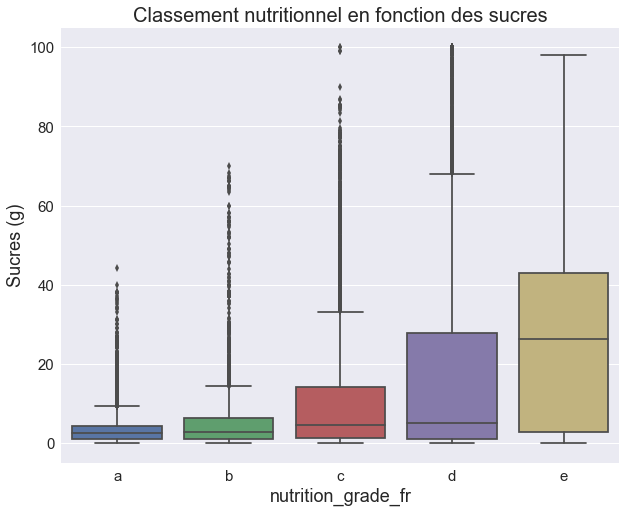 Classement nutritionnel en fonction des sucres
Sucres (g)
100
80
60
40
20
0
a b c d e
nutrition_grade_fr